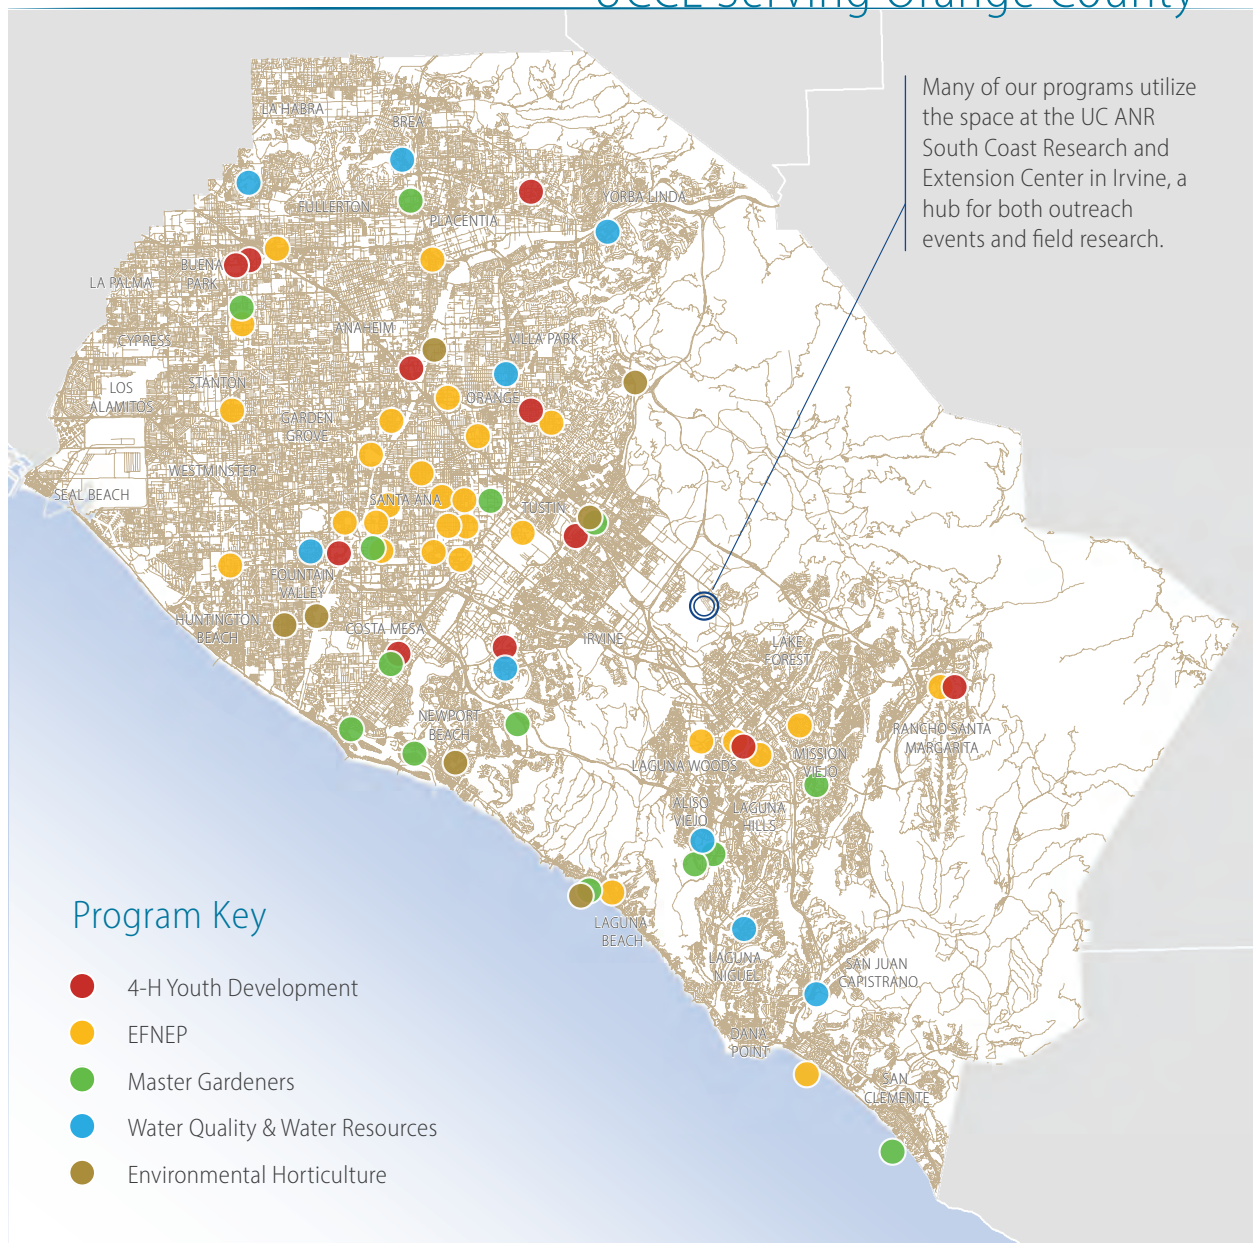 UCCE Serving Orange County
Many of our programs utilize
the space at the UC ANR
South Coast Research and
Extension Center in Irvine, a
hub for both outreach
events and field research.
LA HABRA
BREA
FULLERTON
PLACENTIA
YORBA LINDA
BUENA
PARK
LA PALMA
CYPRESS
ANAHEIM
VILLA PARK
LOS
ALAMITOS
STANTON
ORANGE
GARDEN
GROVE
WESTMINSTER
SEAL BEACH
SANTA ANA
TUSTIN
FOUNTAIN
VALLEY
HUNTINGTON
BEACH
COSTA MESA
IRVINE
LAKE
FOREST
NEWPORT
BEACH
RANCHO SANTA
MARGARITA
LAGUNA WOODS
MISSION
VIEJO
ALISO
VIEJO
LAGUNA
HILLS
LAGUNA
BEACH
LAGUNA
NIGUEL
SAN JUAN
CAPISTRANO
DANA
POINT
SAN
CLEMENTE
Program Key
4-H Youth Development
EFNEP
Master Gardeners
Water Quality & Water Resources
Environmental Horticulture